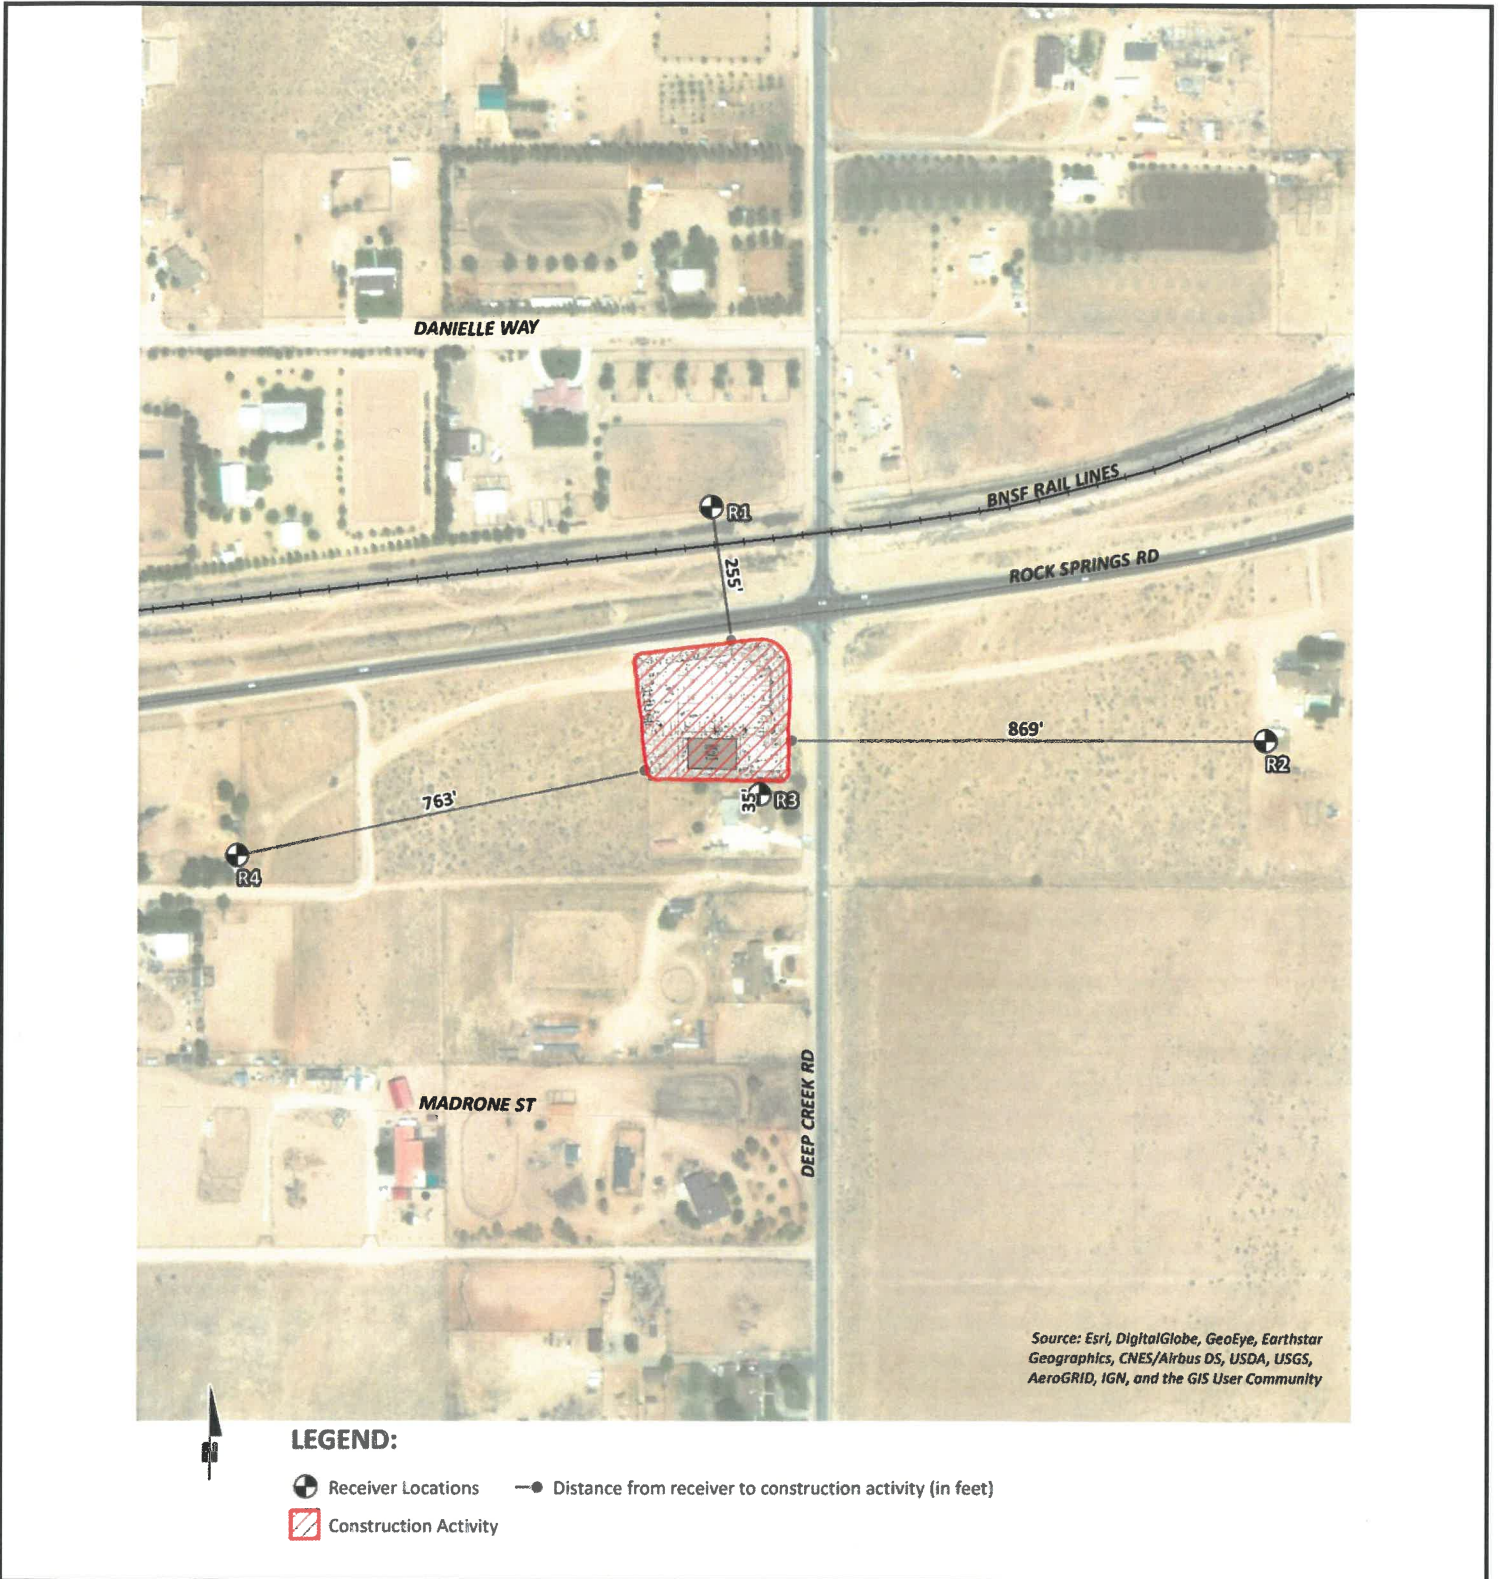 DANIELLE WAY
R1
BNSF RAIL LINES
255'
ROCK SPRINGS RD
869'
R2
763'
35'
R3
R4
MADRONE ST
DEEP CREEK RD
Source: Esri, DigitalGlobe, GeoEye, Earthstar
Geographics, CNES/Airbus DS, USDA, USGS,
AeroGRID, IGN, and the GIS User Community
N
LEGEND:
Receiver Locations
Distance from receiver to construction activity (in feet)
Construction Activity